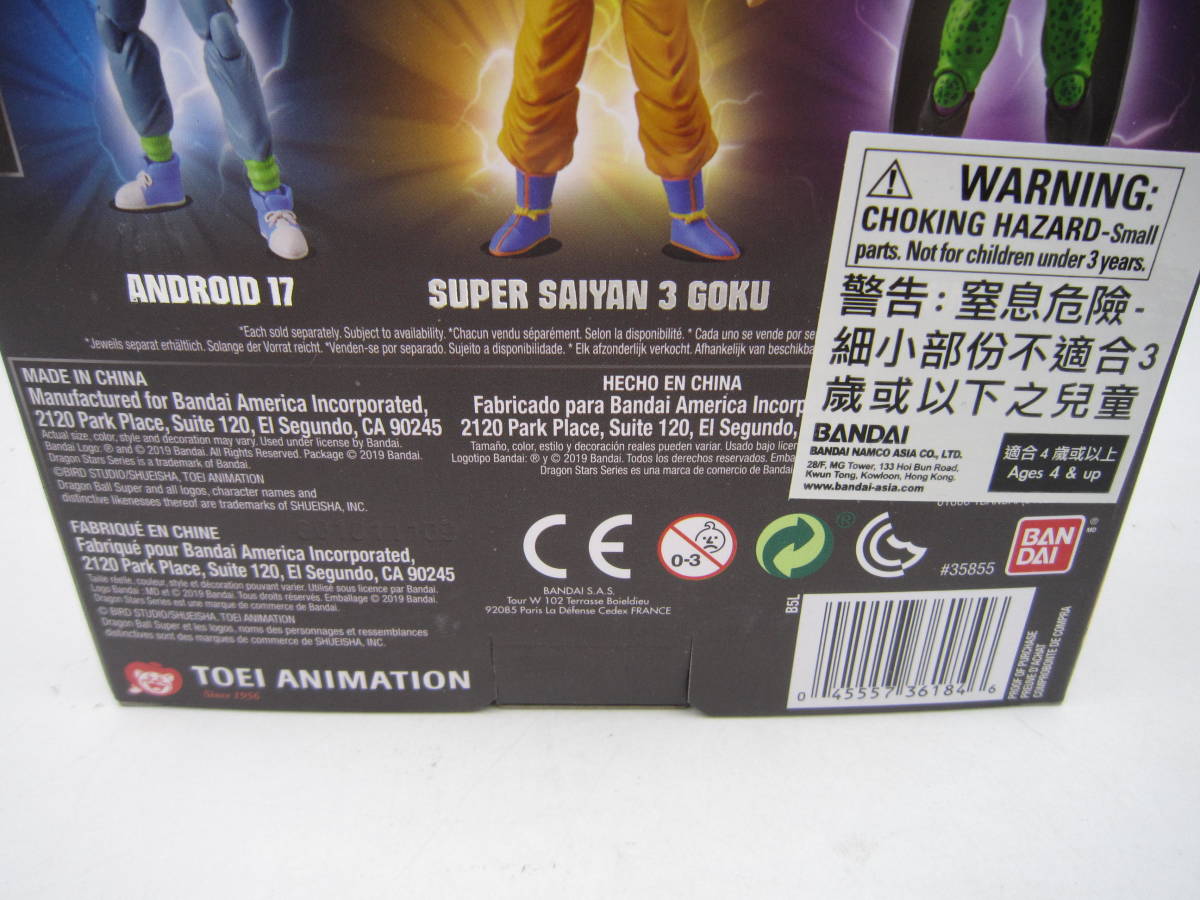 ANDROID 17
SUPER SAIYAN 3 GOKU
*Each sold separately. Subject to availability. *Chacun vendu séparément. Selon la disponibilité. * Cada uno se vende por se
*Jeweils separat erhältlich. Solange der Vorrat reicht. *Venden-se por separado. Sujeito a disponibilidade. * Elk afzonderlijk verkocht. Afhankelijk van beschikba
MADE IN CHINA
Manufactured for Bandai America Incorporated,
2120 Park Place, Suite 120, El Segundo, CA 90245
Actual size, color, style and decoration may vary. Used under license by Bandai.
Bandai Logo: ® and © 2019 Bandai. All Rights Reserved. Package © 2019 Bandai.
Dragon Stars Series is a trademark of Bandai.
©BIRD STUDIO/SHUEISHA, TOEI ANIMATION
Dragon Ball Super and all logos, character names and
distinctive likenesses thereof are trademarks of SHUEISHA, INC.
FABRIQUÉ EN CHINE
Fabriqué pour Bandai America Incorporated,
2120 Park Place, Suite 120, El Segundo, CA 90245
Taille réelle, couleur, style et décoration pouvant varier. Utilisé sous licence par Bandai.
Logo Bandai : MD et © 2019 Bandai. Tous droits réservés. Emballage © 2019 Bandai.
Dragon Stars Series est une marque de commerce de Bandai.
© BIRD STUDIO/SHUEISHA, TOEI ANIMATION
Dragon Ball Super et les logos, noms des personnages et ressemblances
distinctives sont des marques de commerce de SHUEISHA, INC.
TOEI ANIMATION
Since 1956
HECHO EN CHINA
Fabricado para Bandai America Incorp
2120 Park Place, Suite 120, El Segundo,
Tamaño, color, estilo y decoración reales pueden variar. Usado bajo licen
Logotipo Bandai: ® y © 2019 Bandai. Todos los derechos reservados. Emb
Dragon Stars Series es una marca de comercio de Bandai
WARNING:
CHOKING HAZARD-Small
parts. Not for children under 3 years.
警告：窒息危險-
細小部份不適合3
歲或以下之兒童
BANDAI
BANDAI NAMCO ASIA CO., LTD.
28/F, MG Tower, 133 Hoi Bun Road,
Kwun Tong, Kowloon, Hong Kong.
www.bandai-asia.com
適合4歲或以上
Ages 4 & up
CE
0-3
®
#35855
BAN
DAI
®
MD
BANDAI S.A.S.
Tour W 102 Terrasse Boieldieu
92085 Paris La Défense Cedex FRANCE
B5L
0 45557 36184 6
PROOF OF PURCHASE
PREUVE D'ACHAT
COMPROBONTE DE COMPRA